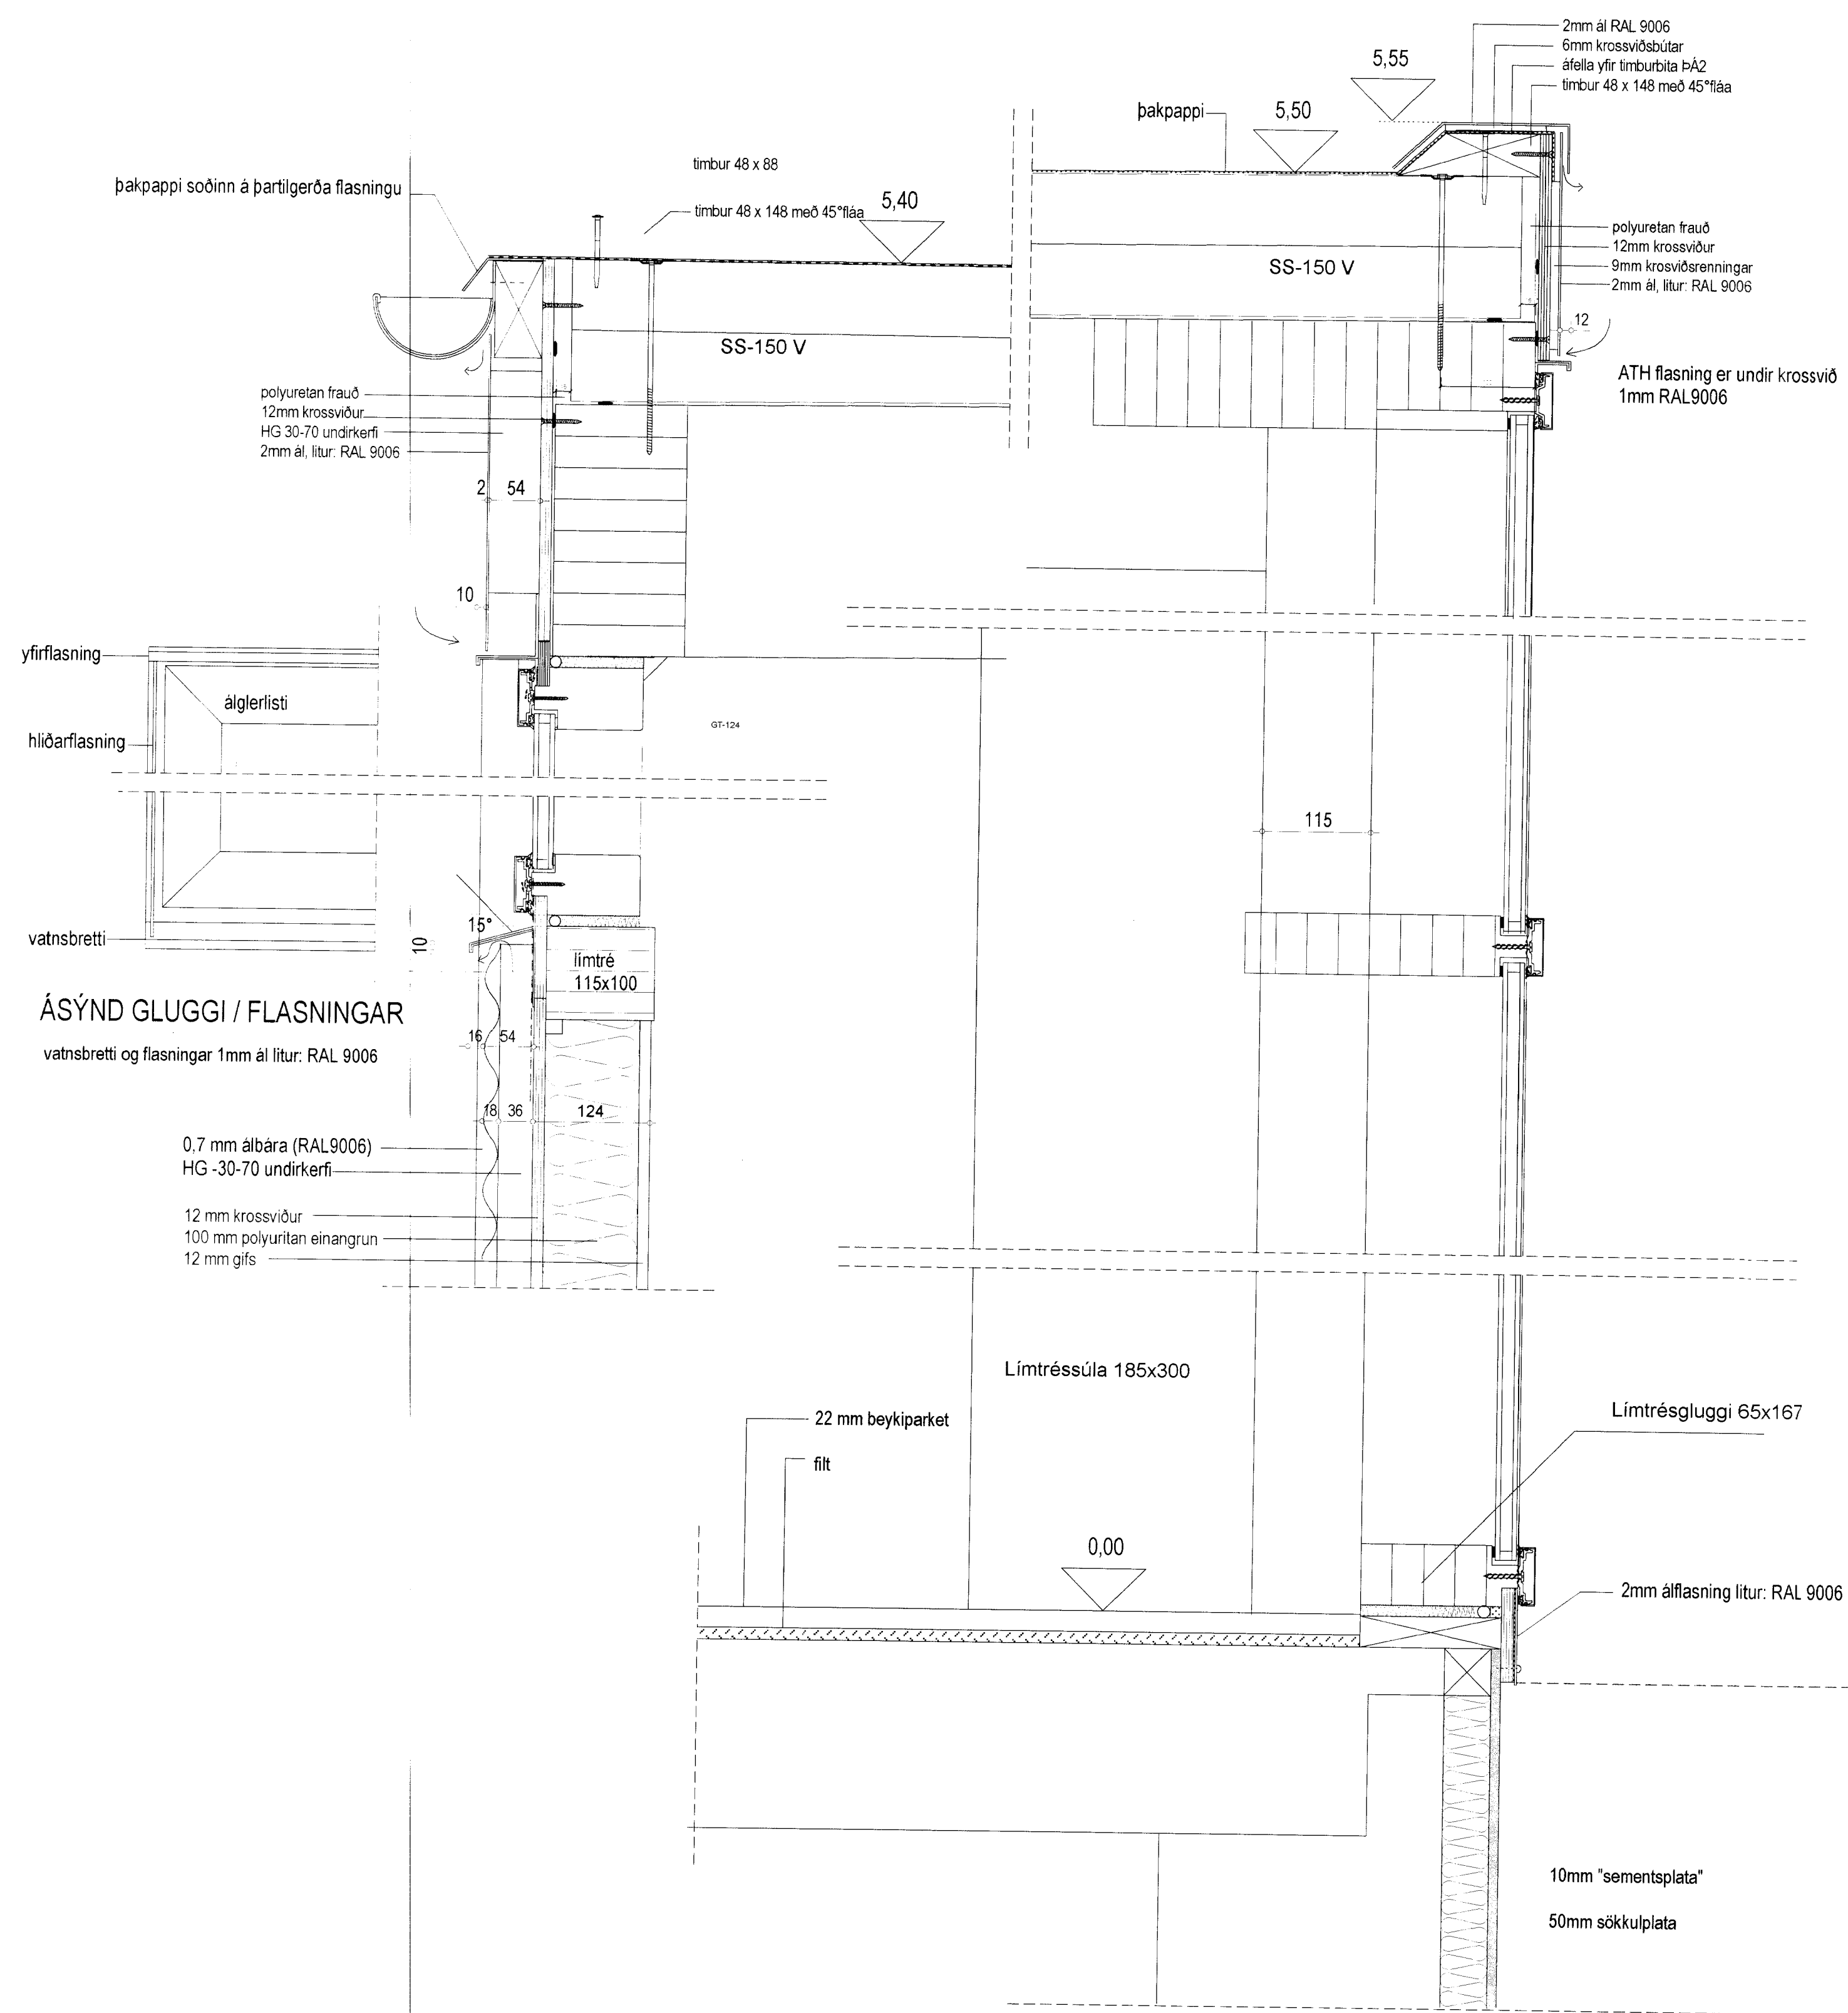 2mm ál RAL 9006
6mm krossviðsbútar
áfella yfir timburbita ÞÁ2
timbur 48 x 148 með 45°fláa
5,55
5,50
þakpappi
timbur 48 x 88
þakpappi soðinn á þartilgerða flasningu
timbur 48 x 148 með 45°fláa
5,40
polyuretan frauð
12mm krossviður
9mm krosviðsrenningar
2mm ál, litur: RAL 9006
SS-150 V
SS-150 V
12
ATH flasning er undir krossvið
1mm RAL9006
polyuretan frauð
12mm krossviður
HG 30-70 undirkerfi
2mm ál, litur: RAL 9006
2
54
10
yfirflasning
álglerlisti
hliðarflasning
GT-124
115
15°
10
vatnsbretti
límtré
115x100
ÁSÝND GLUGGI / FLASNINGAR
vatnsbretti og flasningar 1mm ál litur: RAL 9006
16
54
18
36
124
0,7 mm álbára (RAL9006)
HG -30-70 undirkerfi
12 mm krossviður
100 mm polyuritan einangrun
12 mm gifs
Límtréssúla 185x300
22 mm beykiparket
Límtrésgluggi 65x167
filt
0,00
2mm álflasning litur: RAL 9006
10mm "sementsplata"
50mm sökkulplata